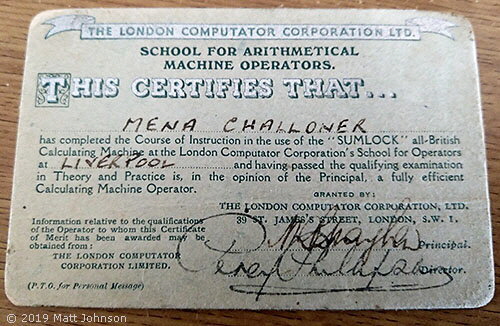 THE LONDON COMPUTATOR CORPORATION LTD.
SCHOOL FOR ARITHMETICAL
MACHINE OPERATORS.
THIS CERTIFIES THAT...
MENA CHALLONER
has completed the Course of Instruction in the use of the "SUMLOCK" all-British
Calculating Machine at the London Computator Corporation's School for Operators
at LIVERPOOL and having passed the qualifying examination
in Theory and Practice is, in the opinion of the Principal, a fully efficient
Calculating Machine Operator.
GRANTED BY:
THE LONDON COMPUTATOR CORPORATION, LTD.
39 ST. JAMES'S STREET, LONDON, S.W. 1.
Information relative to the qualifications
of the Operator to whom this Certificate
of Merit has been awarded may be
obtained from:
THE LONDON COMPUTATOR
CORPORATION LIMITED.
(P.T.O. for Personal Message)
Principal.
Percy Phillipson Director.
© 2019 Matt Johnson